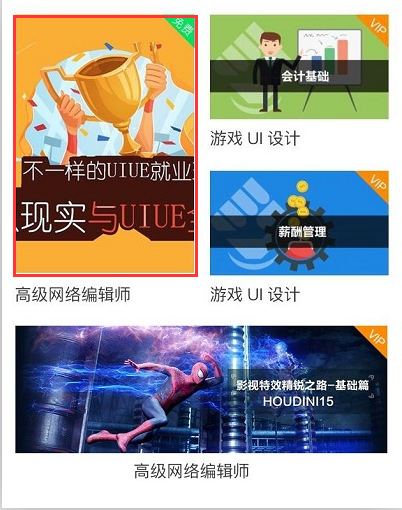 免费
不一样的UIUE就业
现实与UIUE
高级网络编辑师
VIP
会计基础
游戏 UI 设计
VIP
薪酬管理
游戏 UI 设计
VIP
影视特效精锐之路-基础篇
HOUDINI15
高级网络编辑师